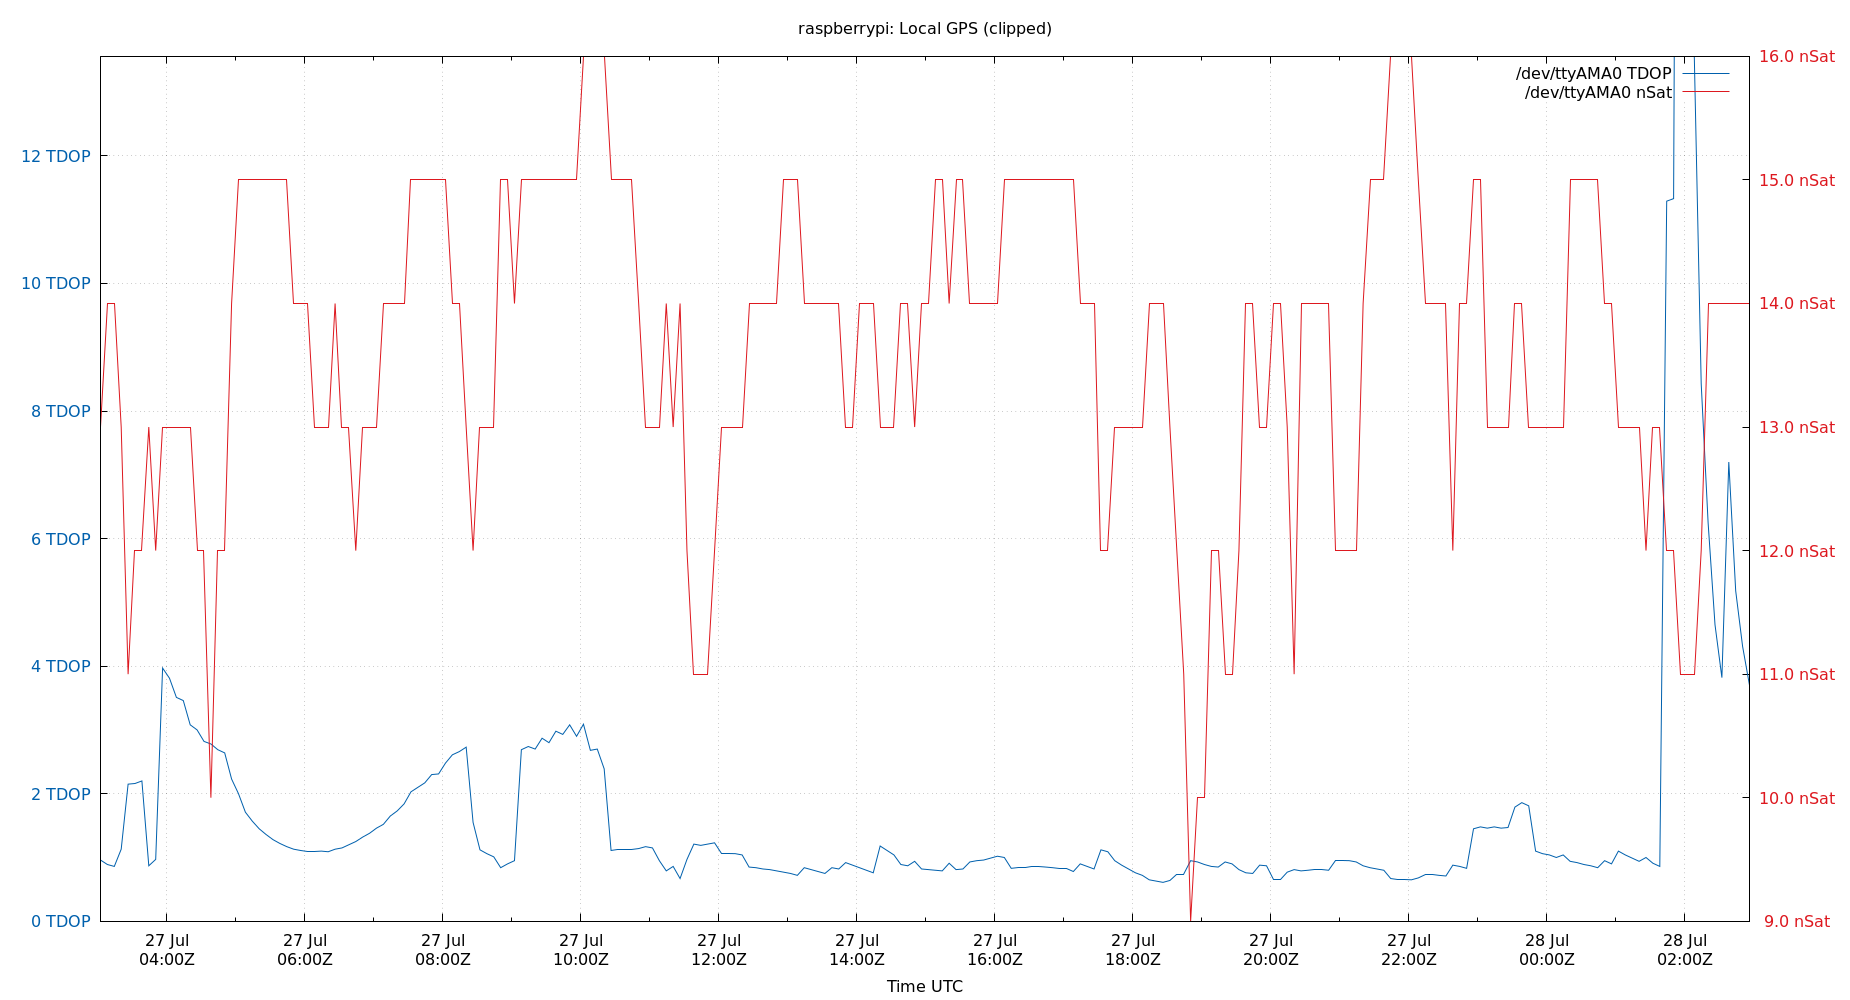 raspberrypi: Local GPS (clipped)
/dev/ttyAMA0 TDOP
/dev/ttyAMA0 nSat
12 TDOP
10 TDOP
8 TDOP
6 TDOP
4 TDOP
2 TDOP
0 TDOP
16.0 nSat
15.0 nSat
14.0 nSat
13.0 nSat
12.0 nSat
11.0 nSat
10.0 nSat
9.0 nSat
27 Jul 27 Jul 27 Jul 27 Jul 27 Jul 27 Jul 27 Jul 27 Jul 27 Jul 27 Jul 28 Jul 28 Jul
04:00Z 06:00Z 08:00Z 10:00Z 12:00Z 14:00Z 16:00Z 18:00Z 20:00Z 22:00Z 00:00Z 02:00Z
Time UTC